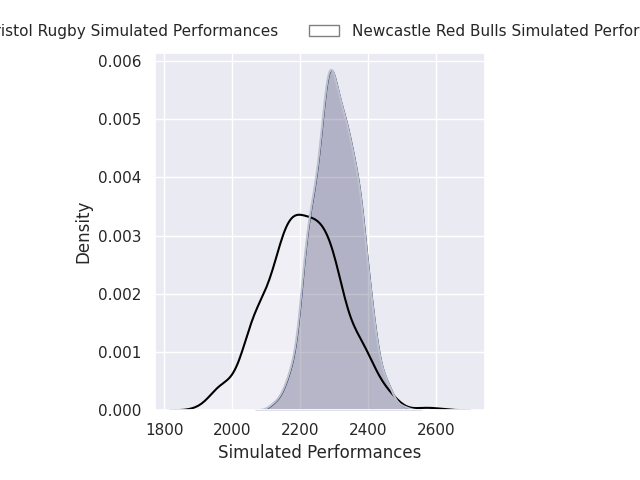 ristol Rugby Simulated Performances Newcastle Red Bulls Simulated Perfor
0.006
0.005
0.004
0.003
0.002
0.001
0.000
Density
1800 2000 2200 2400 2600
Simulated Performances